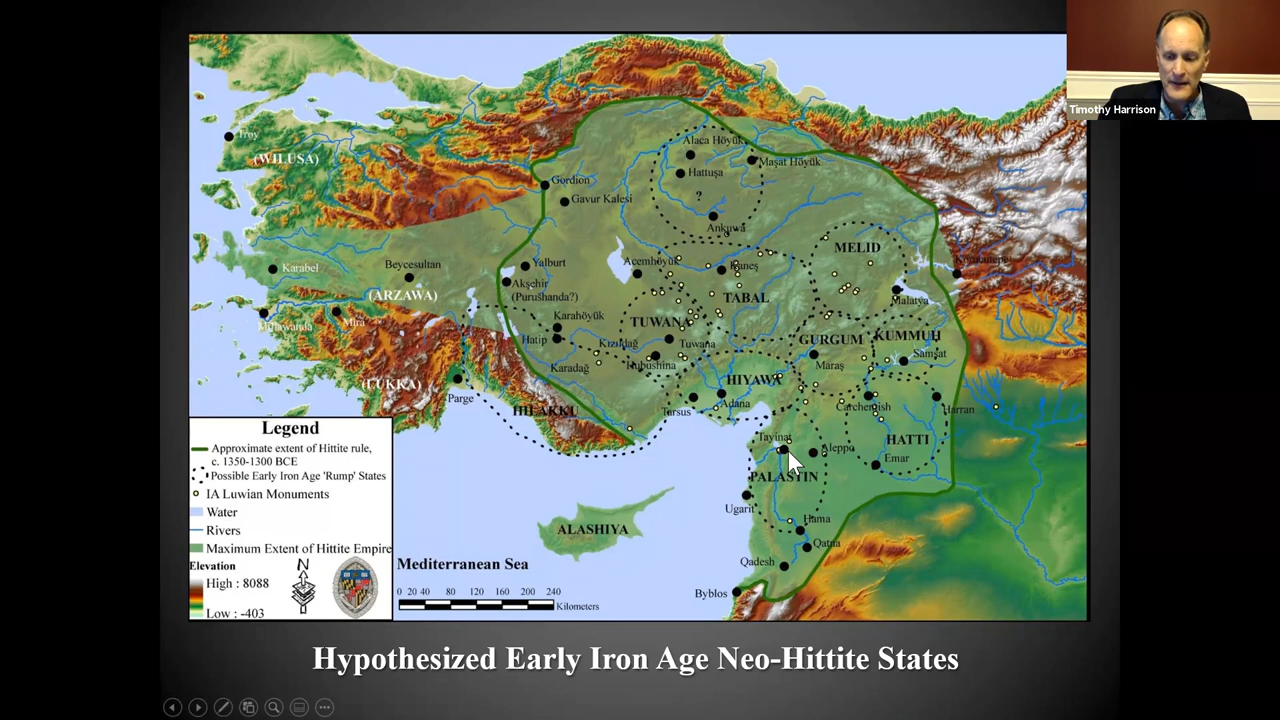 Timothy Harrison
Troy
(WILUSA)
Alaca Höyük
Maşat Höyük
Hattuşa
?
Ankuwa
Gordion
Gavur Kalesi
Karabel
Beycesultan
(ARZAWA)
Millawanda
Mira
(LUKKA)
Parge
Yalburt
Akşehir
(Purushanda?)
Acemhöyük
Kaneş
MELID
Malatya
Korucutepe
TABAL
TUWANA
Karahöyük
Hatip
Kızıldağ
Karadağ
Tuwana
Hubushina
GURGUM
KUMMUH
Samsat
Maraş
HIYAWA
HILAKKU
Tarsus
Adana
Carchemish
Harran
HATTI
Tayinat
Aleppo
Emar
PALASTIN
Ugarit
Hama
Qatna
Qadesh
Byblos
ALASHIYA
Mediterranean Sea
0 20 40 80 120 160 200 240
Kilometers
Legend
Approximate extent of Hittite rule,
c. 1350-1300 BCE
Possible Early Iron Age 'Rump' States
IA Luwian Monuments
Water
Rivers
Maximum Extent of Hittite Empire
Elevation
High : 8088
Low : -403
N
Hypothesized Early Iron Age Neo-Hittite States